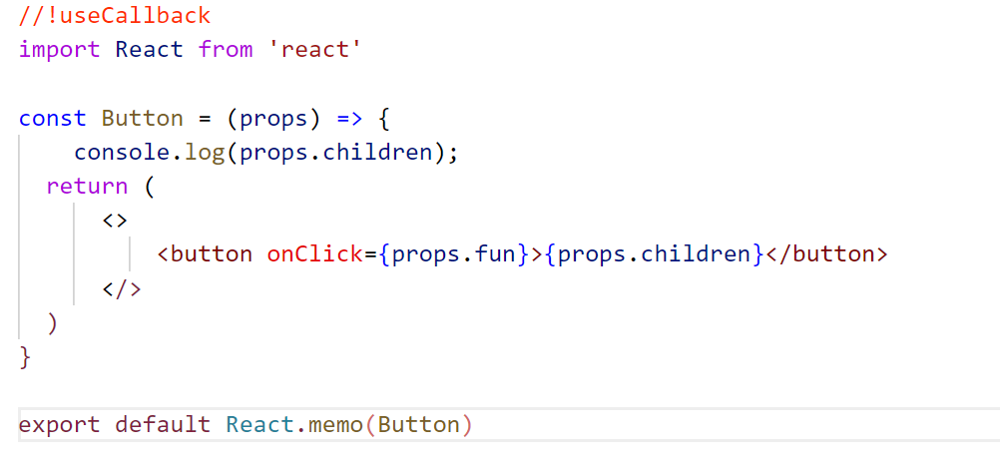 //!useCallback
import React from 'react'
const Button = (props) => {
    console.log(props.children);
  return (
      <>
          <button onClick={props.fun}>{props.children}</button>
      </>
  )
}
export default React.memo(Button)